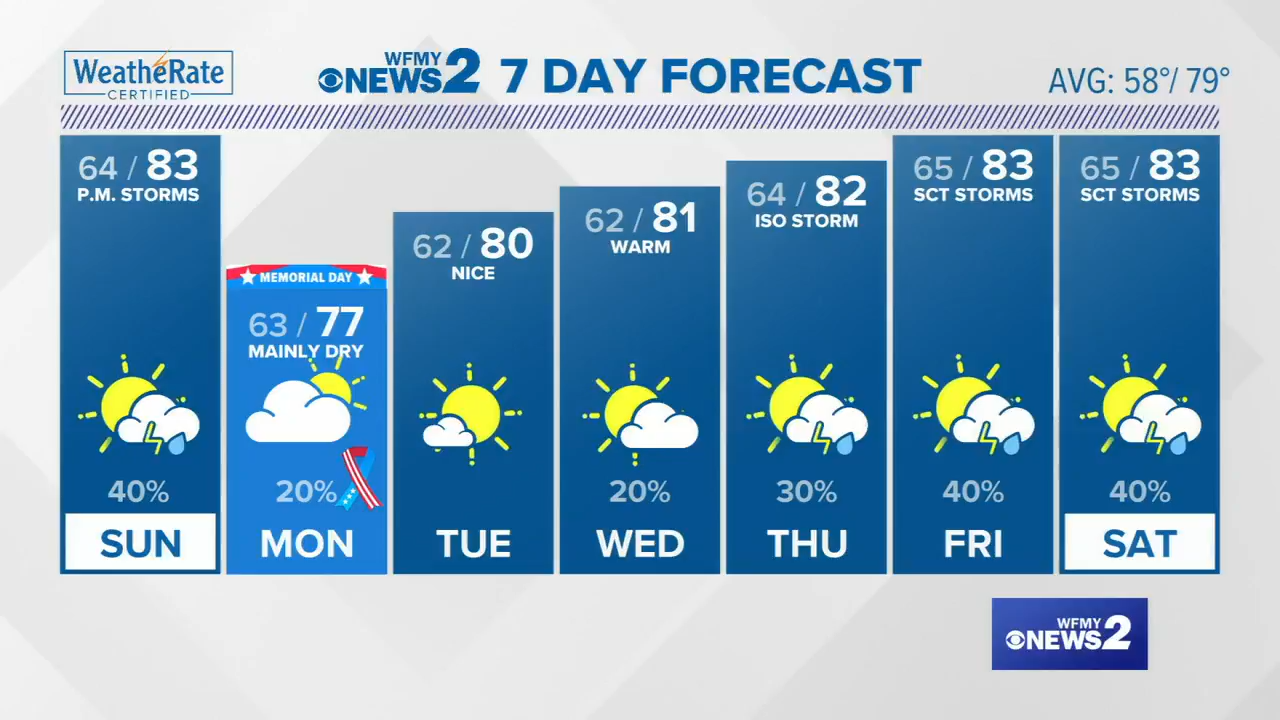 WeatheRate
CERTIFIED
WFMY
NEWS 2
7 DAY FORECAST
AVG: 58°/ 79°
64 / 83
P.M. STORMS
40%
SUN
MEMORIAL DAY
63 / 77
MAINLY DRY
20%
MON
62 / 80
NICE
TUE
62 / 81
WARM
20%
WED
64 / 82
ISO STORM
30%
THU
65 / 83
SCT STORMS
40%
FRI
65 / 83
SCT STORMS
40%
SAT
WFMY
NEWS 2